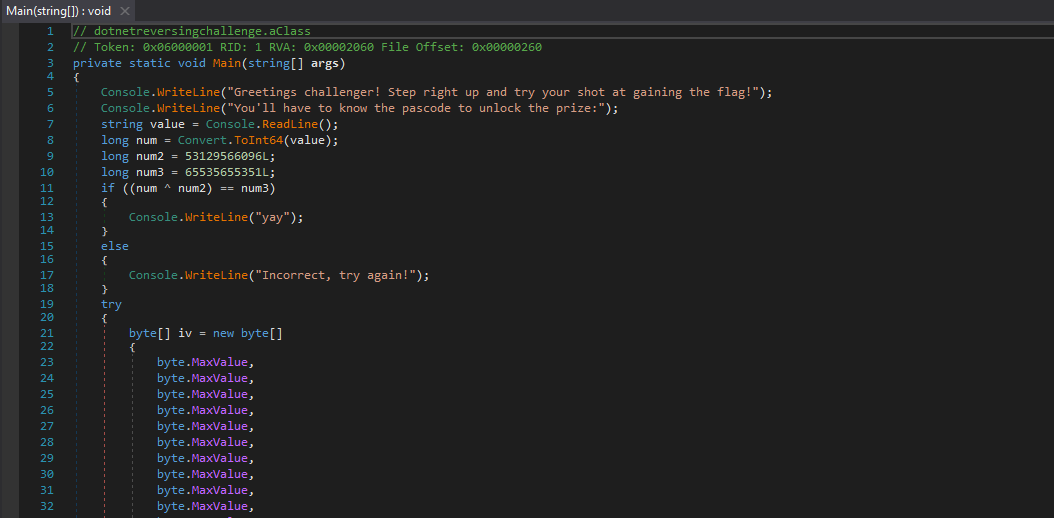 Main(string[]) : void ×
1 // dotnetreversingchallenge.aClass
2 // Token: 0x06000001 RID: 1 RVA: 0x00002060 File Offset: 0x00000260
3 private static void Main(string[] args)
4 {
5 Console.WriteLine("Greetings challenger! Step right up and try your shot at gaining the flag!");
6 Console.WriteLine("You'll have to know the pascode to unlock the prize:");
7 string value = Console.ReadLine();
8 long num = Convert.ToInt64(value);
9 long num2 = 53129566096L;
10 long num3 = 65535655351L;
11 if ((num ^ num2) == num3)
12 {
13 Console.WriteLine("yay");
14 }
15 else
16 {
17 Console.WriteLine("Incorrect, try again!");
18 }
19 try
20 {
21 byte[] iv = new byte[]
22 {
23 byte.MaxValue,
24 byte.MaxValue,
25 byte.MaxValue,
26 byte.MaxValue,
27 byte.MaxValue,
28 byte.MaxValue,
29 byte.MaxValue,
30 byte.MaxValue,
31 byte.MaxValue,
32 byte.MaxValue,